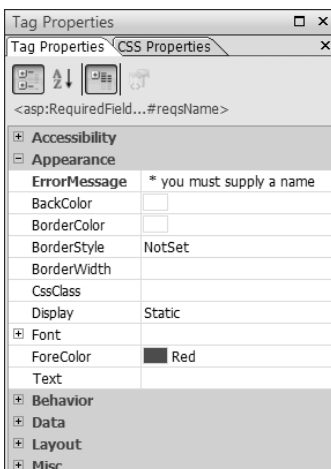 Tag Properties
Tag Properties CSS Properties
<asp:RequiredField...#reqsName>
Accessibility
Appearance
ErrorMessage * you must supply a name
BackColor
BorderColor
BorderStyle NotSet
BorderWidth
CssClass
Display Static
Font
ForeColor Red
Text
Behavior
Data
Layout
Misc